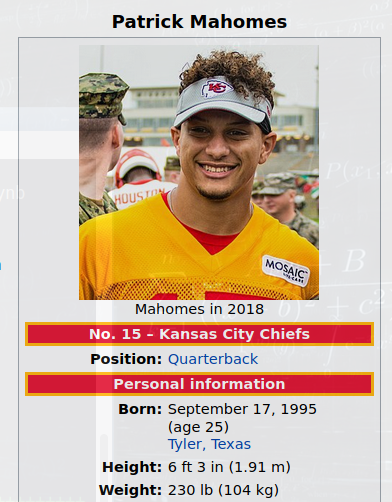 Patrick Mahomes
KC
HOUSTON
MOSAIC
Mahomes in 2018
No. 15 – Kansas City Chiefs
Position: Quarterback
Personal information
Born: September 17, 1995
(age 25)
Tyler, Texas
Height: 6 ft 3 in (1.91 m)
Weight: 230 lb (104 kg)